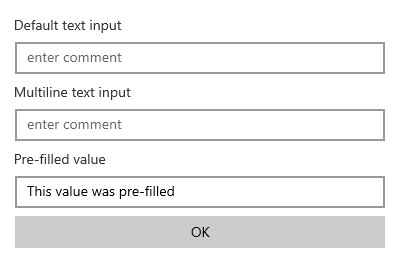 Default text input
enter comment
Multiline text input
enter comment
Pre-filled value
This value was pre-filled
OK